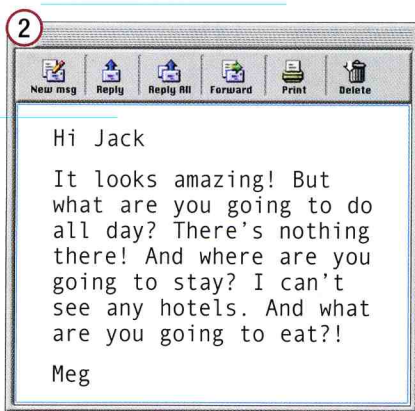 2
New msg Reply Reply All Forward Print Delete
Hi Jack
It looks amazing! But
what are you going to do
all day? There's nothing
there! And where are you
going to stay? I can't
see any hotels. And what
are you going to eat?!
Meg